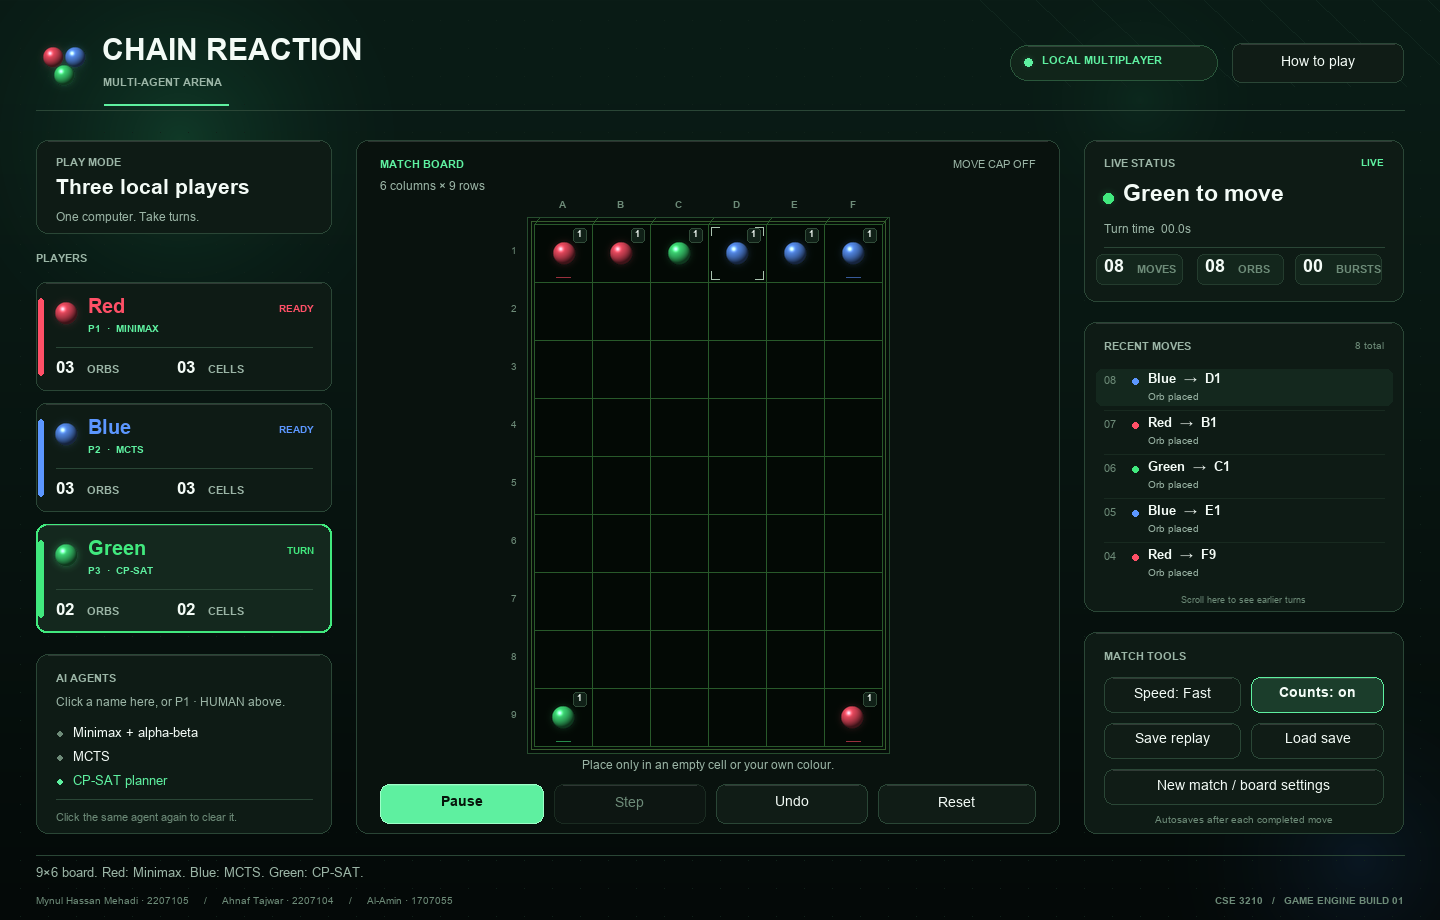 CHAIN REACTION
MULTI-AGENT ARENA
LOCAL MULTIPLAYER
How to play
PLAY MODE
Three local players
One computer. Take turns.
PLAYERS
Red
READY
P1 · MINIMAX
03 ORBS 03 CELLS
Blue
READY
P2 · MCTS
03 ORBS 03 CELLS
Green
TURN
P3 · CP-SAT
02 ORBS 02 CELLS
AI AGENTS
Click a name here, or P1 · HUMAN above.
Minimax + alpha-beta
MCTS
CP-SAT planner
Click the same agent again to clear it.
MATCH BOARD
MOVE CAP OFF
6 columns × 9 rows
A B C D E F
1 1 1 1 1 1 1
2
3
4
5
6
7
8
9 1 1
Place only in an empty cell or your own colour.
Pause
Step
Undo
Reset
LIVE STATUS
LIVE
Green to move
Turn time 00.0s
08 MOVES
08 ORBS
00 BURSTS
RECENT MOVES
8 total
08 Blue → D1
Orb placed
07 Red → B1
Orb placed
06 Green → C1
Orb placed
05 Blue → E1
Orb placed
04 Red → F9
Orb placed
Scroll here to see earlier turns
MATCH TOOLS
Speed: Fast
Counts: on
Save replay
Load save
New match / board settings
Autosaves after each completed move
9×6 board. Red: Minimax. Blue: MCTS. Green: CP-SAT.
Mynul Hassan Mehadi · 2207105 / Ahnaf Tajwar · 2207104 / Al-Amin · 1707055
CSE 3210 / GAME ENGINE BUILD 01